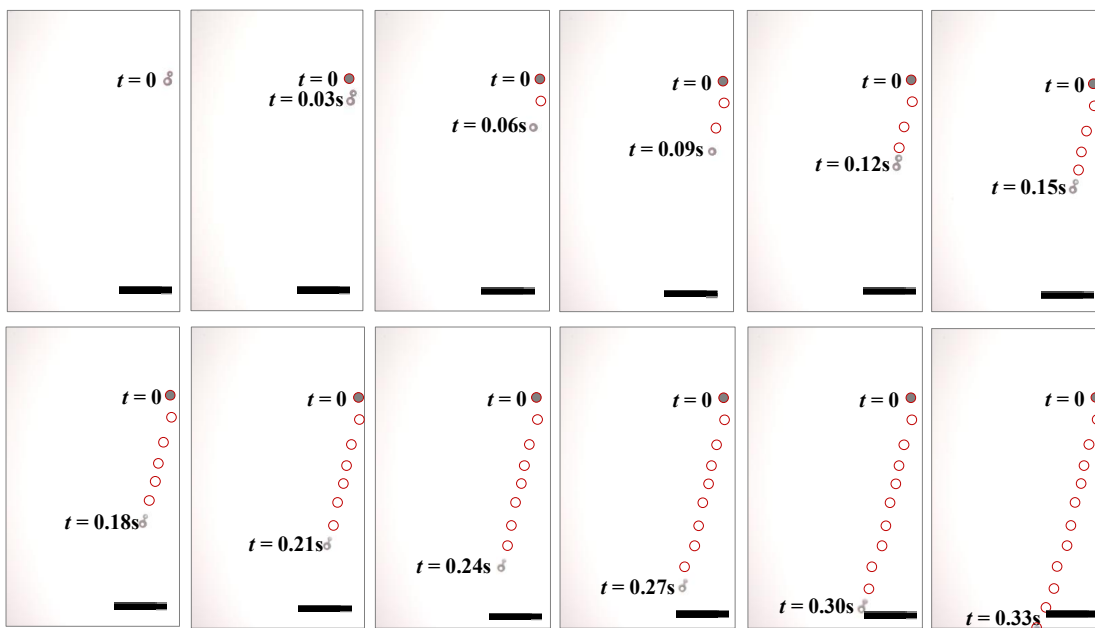 t = 0
t = 0
t = 0.03s
t = 0
t = 0.06s
t = 0
t = 0.09s
t = 0
t = 0.12s
t = 0
t = 0.15s
t = 0
t = 0.18s
t = 0
t = 0.21s
t = 0
t = 0.24s
t = 0
t = 0.27s
t = 0
t = 0.30s
t = 0
t = 0.33s